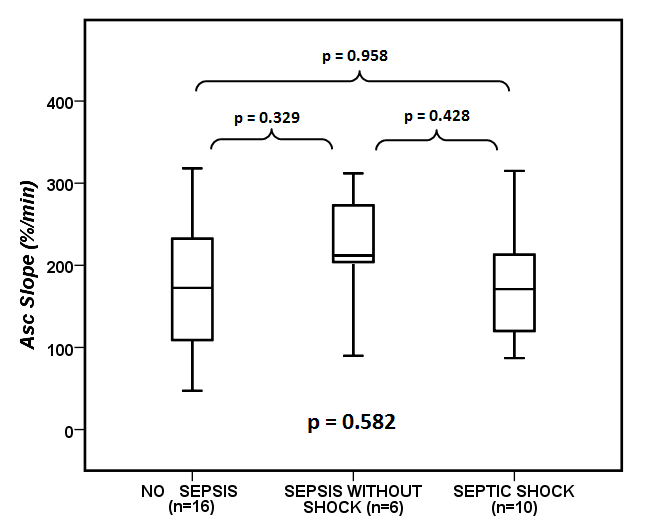 p = 0.958
p = 0.329
p = 0.428
400
300
200
100
0
Asc Slope (%/min)
p = 0.582
NO SEPSIS
(n=16)
SEPSIS WITHOUT
SHOCK (n=6)
SEPTIC SHOCK
(n=10)